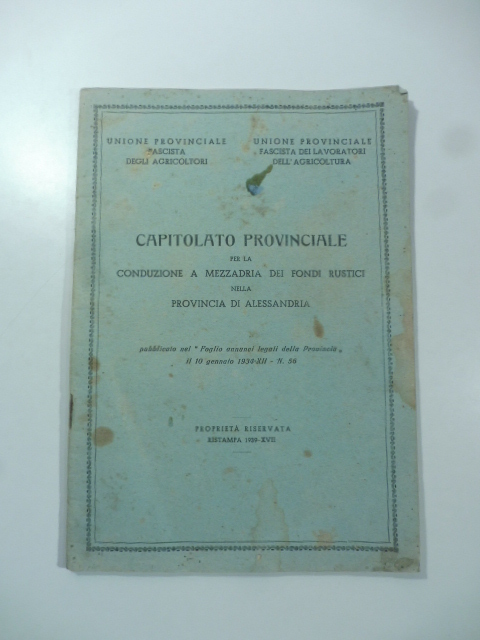 UNIONE PROVINCIALE
FASCISTA
DEGLI AGRICOLTORI
UNIONE PROVINCIALE
FASCISTA DEI LAVORATORI
DELL'AGRICOLTURA
CAPITOLATO PROVINCIALE
PER LA
CONDUZIONE A MEZZADRIA DEI FONDI RUSTICI
NELLA
PROVINCIA DI ALESSANDRIA
pubblicato nel " Foglio annunzi legali della Provincia "
il 10 gennaio 1934-XII - N. 56
PROPRIETÀ RISERVATA
RISTAMPA 1939-XVII